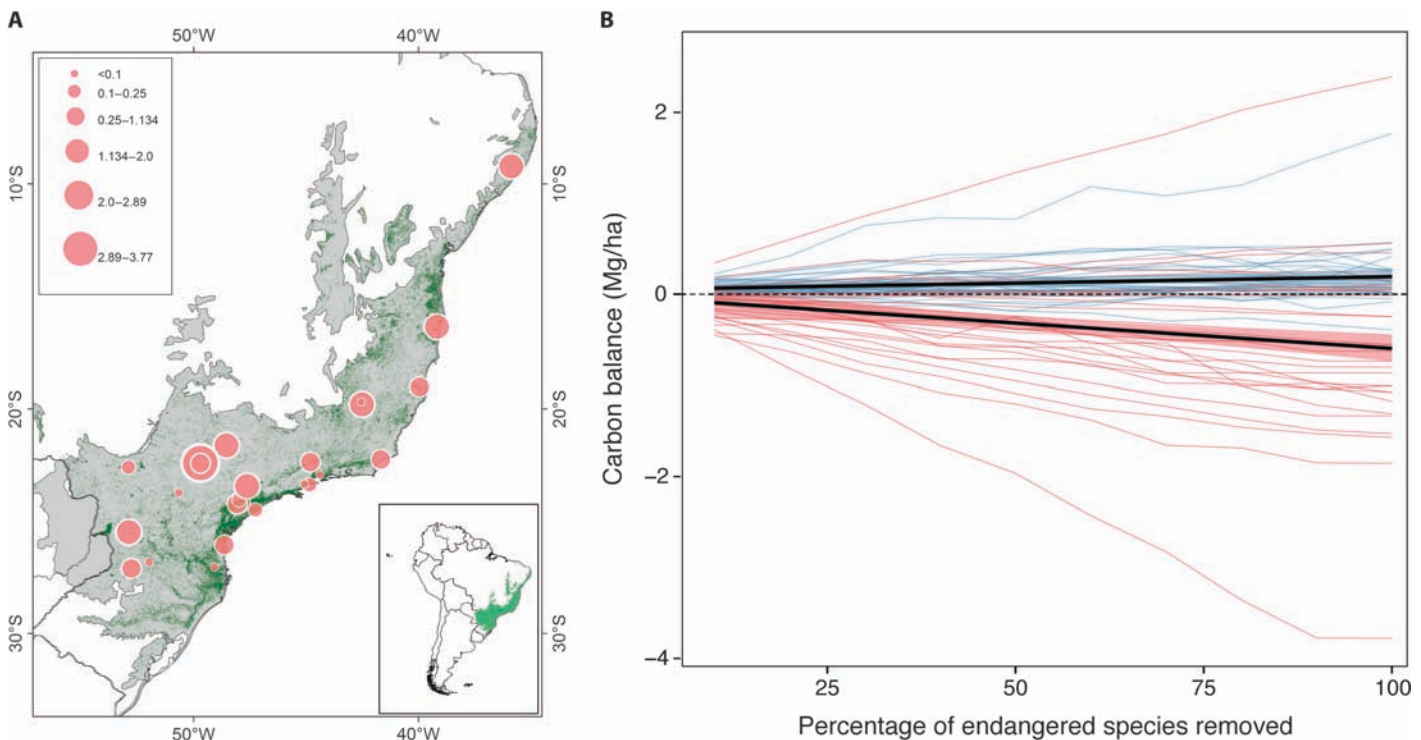 A
50°W 40°W
<0.1
0.1–0.25
0.25–1.134
1.134–2.0
2.0–2.89
2.89–3.77
10°S
20°S
30°S
10°S
20°S
30°S
50°W 40°W
B
Carbon balance (Mg/ha)
2
0
−2
−4
25 50 75 100
Percentage of endangered species removed